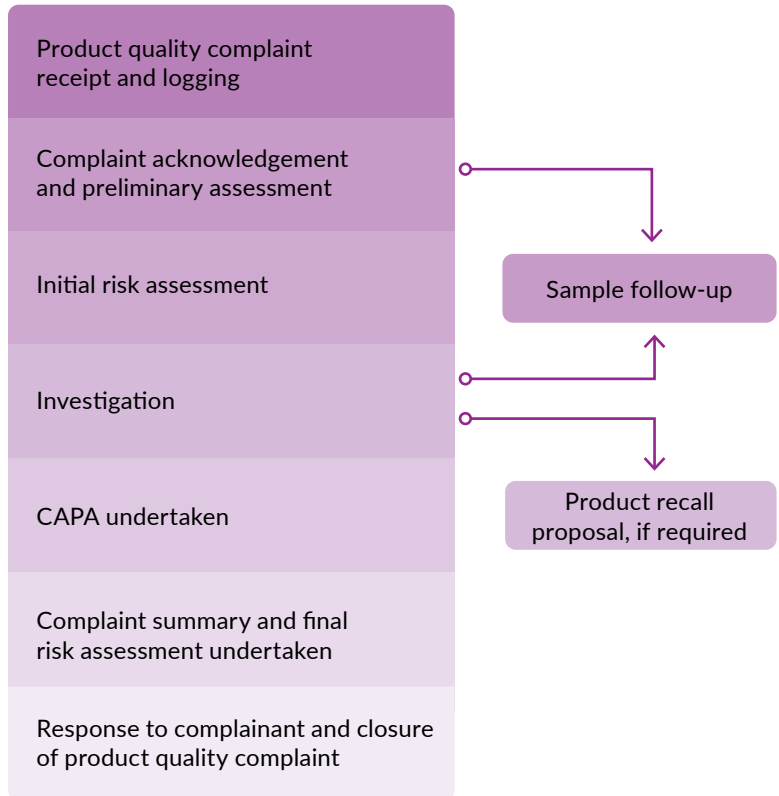 Product quality complaint
receipt and logging
Complaint acknowledgement
and preliminary assessment
Initial risk assessment
Sample follow-up
Investigation
CAPA undertaken
Product recall
proposal, if required
Complaint summary and final
risk assessment undertaken
Response to complainant and closure
of product quality complaint